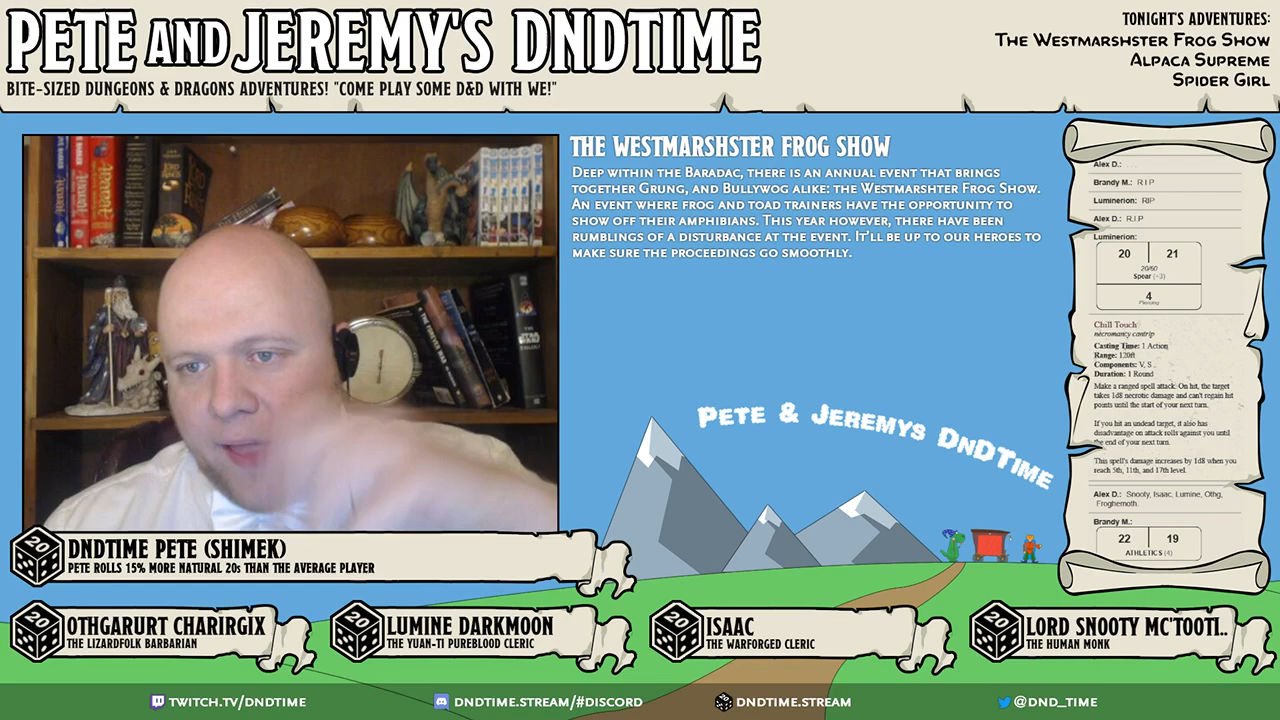 PETE AND JEREMY'S DNDTIME
BITE-SIZED DUNGEONS & DRAGONS ADVENTURES! "COME PLAY SOME D&D WITH WE!"
TONIGHT'S ADVENTURES:
THE WESTMARSHSTER FROG SHOW
ALPACA SUPREME
SPIDER GIRL
THE WESTMARSHSTER FROG SHOW
DEEP WITHIN THE BARADAC, THERE IS AN ANNUAL EVENT THAT BRINGS
TOGETHER GRUNG, AND BULLYWOG ALIKE: THE WESTMARSHTER FROG SHOW.
AN EVENT WHERE FROG AND TOAD TRAINERS HAVE THE OPPORTUNITY TO
SHOW OFF THEIR AMPHIBIANS. THIS YEAR HOWEVER, THERE HAVE BEEN
RUMBLINGS OF A DISTURBANCE AT THE EVENT. IT'LL BE UP TO OUR HEROES TO
MAKE SURE THE PROCEEDINGS GO SMOOTHLY.
Alex D.: ...
Brandy M.: R I P
Luminerion: RIP
Alex D.: R.I.P
Luminerion:
20 21
20/60
Spear (+3)
4
Piercing
Chill Touch
necromancy cantrip
Casting Time: 1 Action
Range: 120ft
Components: V, S
Duration: 1 Round
Make a ranged spell attack. On hit, the target
takes 1d8 necrotic damage and can't regain hit
points until the start of your next turn.
If you hit an undead target, it also has
disadvantage on attack rolls against you until
the end of your next turn.
This spell's damage increases by 1d8 when you
reach 5th, 11th, and 17th level.
Alex D.: Snooty, Isaac, Lumine, Othg,
Froghemoth.
Brandy M.:
22 19
ATHLETICS (4)
PETE & JEREMYS DNDTIME
20 DNDTIME PETE (SHIMEK)
PETE ROLLS 15% MORE NATURAL 20S THAN THE AVERAGE PLAYER
20 OTHGARURT CHARIRGIX
THE LIZARDFOLK BARBARIAN
20 LUMINE DARKMOON
THE YUAN-TI PUREBLOOD CLERIC
20 ISAAC
THE WARFORGED CLERIC
20 LORD SNOOTY MC'TOOTI..
THE HUMAN MONK
TWITCH.TV/DNDTIME
DNDTIME.STREAM/#DISCORD
DNDTIME.STREAM
@DND_TIME